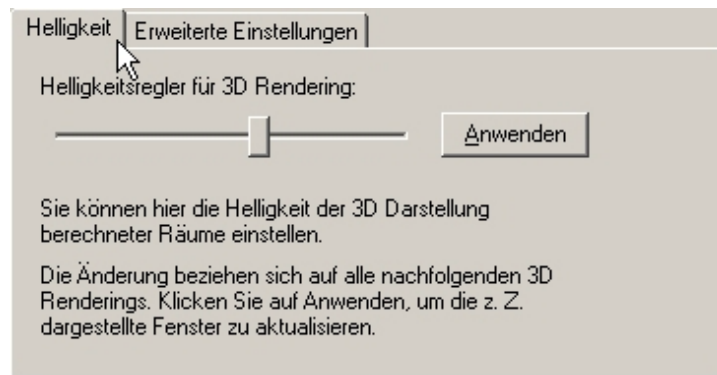 Helligkeit
Erweiterte Einstellungen
Helligkeitsregler für 3D Rendering:
Anwenden
Sie können hier die Helligkeit der 3D Darstellung
berechneter Räume einstellen.
Die Änderung beziehen sich auf alle nachfolgenden 3D
Renderings. Klicken Sie auf Anwenden, um die z. Z.
dargestellte Fenster zu aktualisieren.